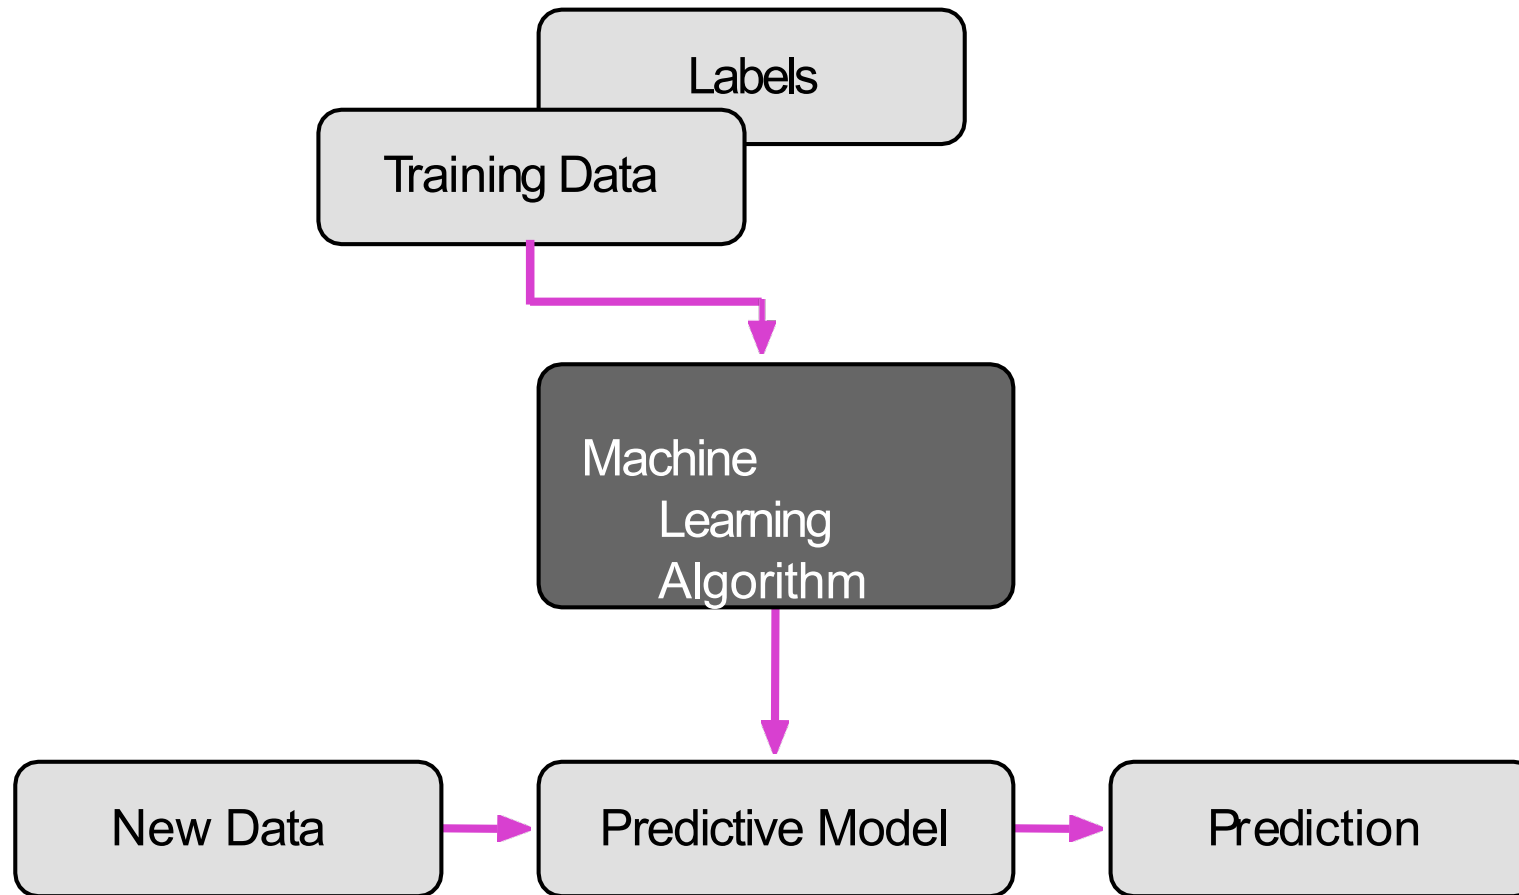 Labels
Training Data
Machine
Learning
Algorithm
New Data
Predictive Model
Prediction